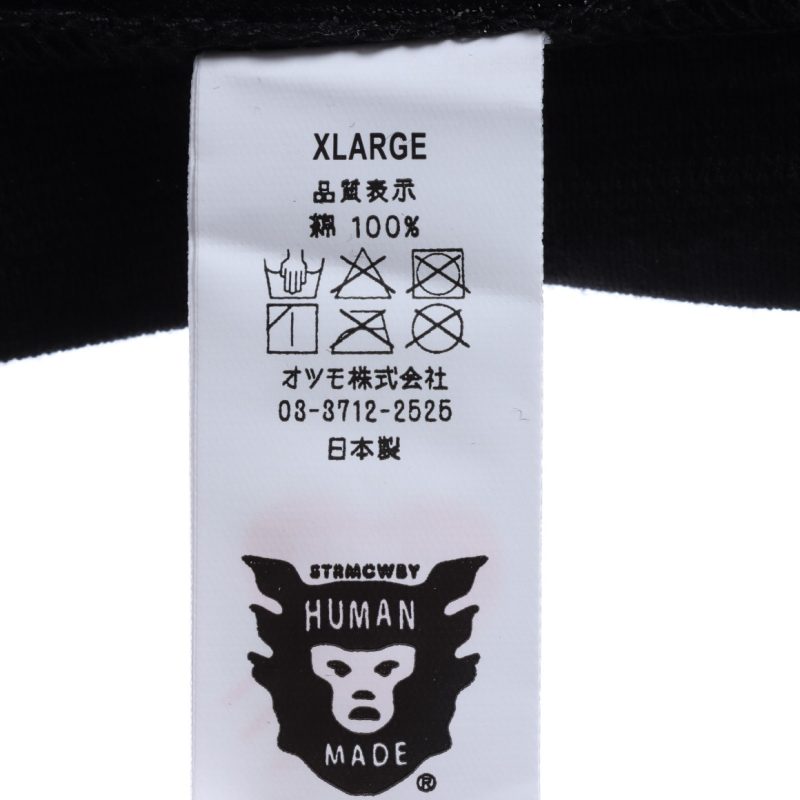 XLARGE
品質表示
綿 100%
オツモ株式会社
03-3712-2525
日本製
STRMCWBY
HUMAN
MADE
®